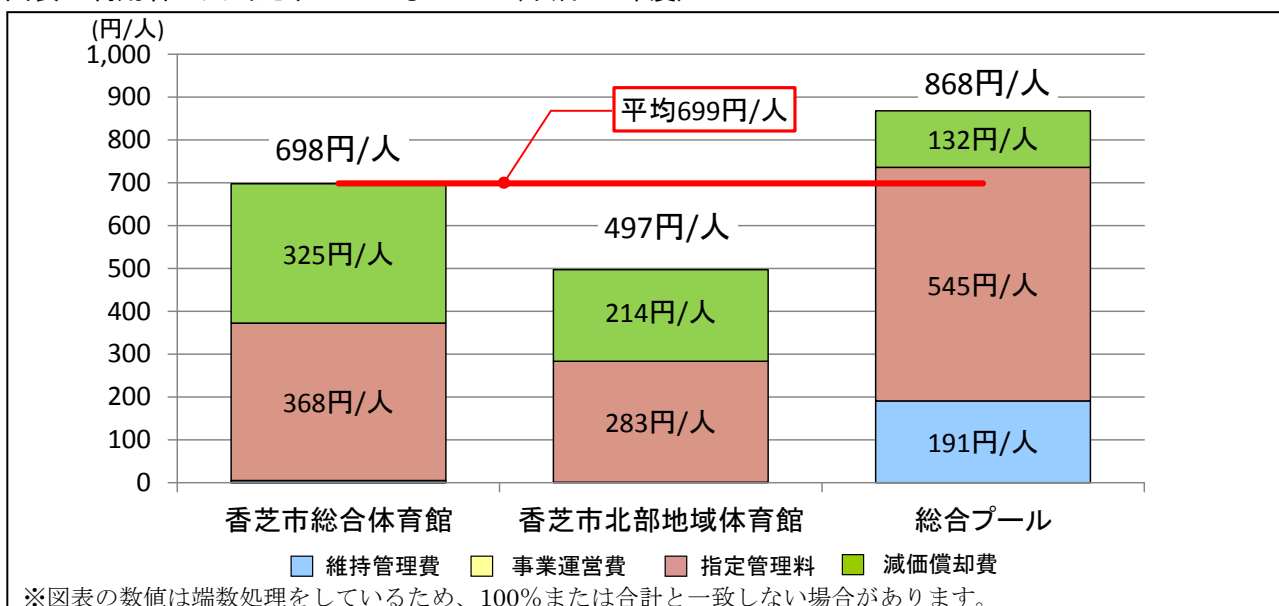 (円/人)
1,000
900
800
700
600
500
400
300
200
100
0
698円/人
325円/人
368円/人
平均699円/人
497円/人
214円/人
283円/人
868円/人
132円/人
545円/人
191円/人
香芝市総合体育館 香芝市北部地域体育館 総合プール
維持管理費 事業運営費 指定管理料 減価償却費
※図表の数値は端数処理をしているため、100%または合計と一致しない場合があります。